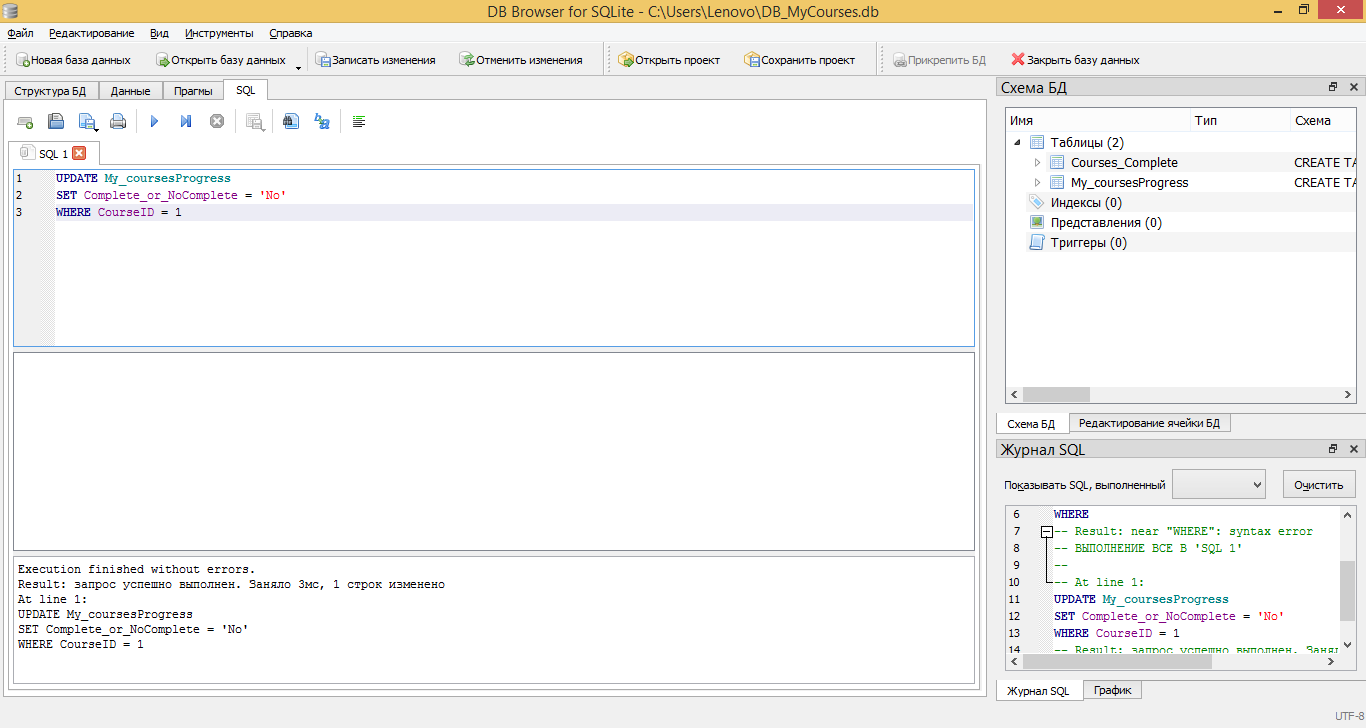 DB Browser for SQLite - C:\Users\Lenovo\DB_MyCourses.db
Файл Редактирование Вид Инструменты Справка
Новая база данных Открыть базу данных Записать изменения Отменить изменения Открыть проект Сохранить проект Прикрепить БД Закрыть базу данных
Структура БД Данные Прагмы SQL
SQL 1
1 UPDATE My_coursesProgress
2 SET Complete_or_NoComplete = 'No'
3 WHERE CourseID = 1
Execution finished without errors.
Result: запрос успешно выполнен. Заняло 3мс, 1 строк изменено
At line 1:
UPDATE My_coursesProgress
SET Complete_or_NoComplete = 'No'
WHERE CourseID = 1
Схема БД
Имя Тип Схема
Таблицы (2)
Courses_Complete CREATE TA
My_coursesProgress CREATE TA
Индексы (0)
Представления (0)
Триггеры (0)
Схема БД Редактирование ячейки БД
Журнал SQL
Показывать SQL, выполненный Очистить
6 WHERE
7 -- Result: near "WHERE": syntax error
8 -- ВЫПОЛНЕНИЕ ВСЕ В 'SQL 1'
9 --
10 -- At line 1:
11 UPDATE My_coursesProgress
12 SET Complete_or_NoComplete = 'No'
13 WHERE CourseID = 1
14 -- Result: запрос успешно выполнен. Занял
Журнал SQL График
UTF-8